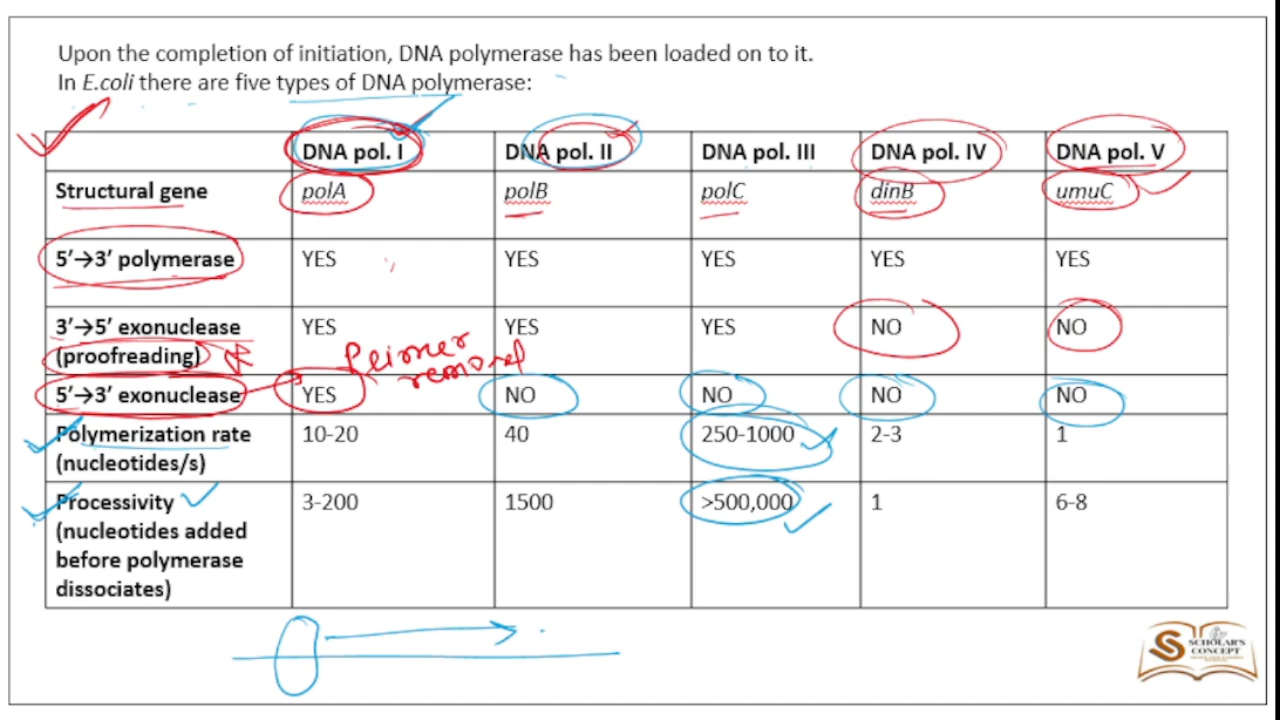 Upon the completion of initiation, DNA polymerase has been loaded on to it.
In E.coli there are five types of DNA polymerase:
DNA pol. I DNA pol. II DNA pol. III DNA pol. IV DNA pol. V
Structural gene polA polB polC dinB umuC
5′→3′ polymerase YES YES YES YES YES
3′→5′ exonuclease YES YES YES NO NO
(proofreading)
Primer
removal
5′→3′ exonuclease YES NO NO NO NO
Polymerization rate 10-20 40 250-1000 2-3 1
(nucleotides/s)
Processivity 3-200 1500 >500,000 1 6-8
(nucleotides added
before polymerase
dissociates)
SCHOLAR'S
CONCEPT